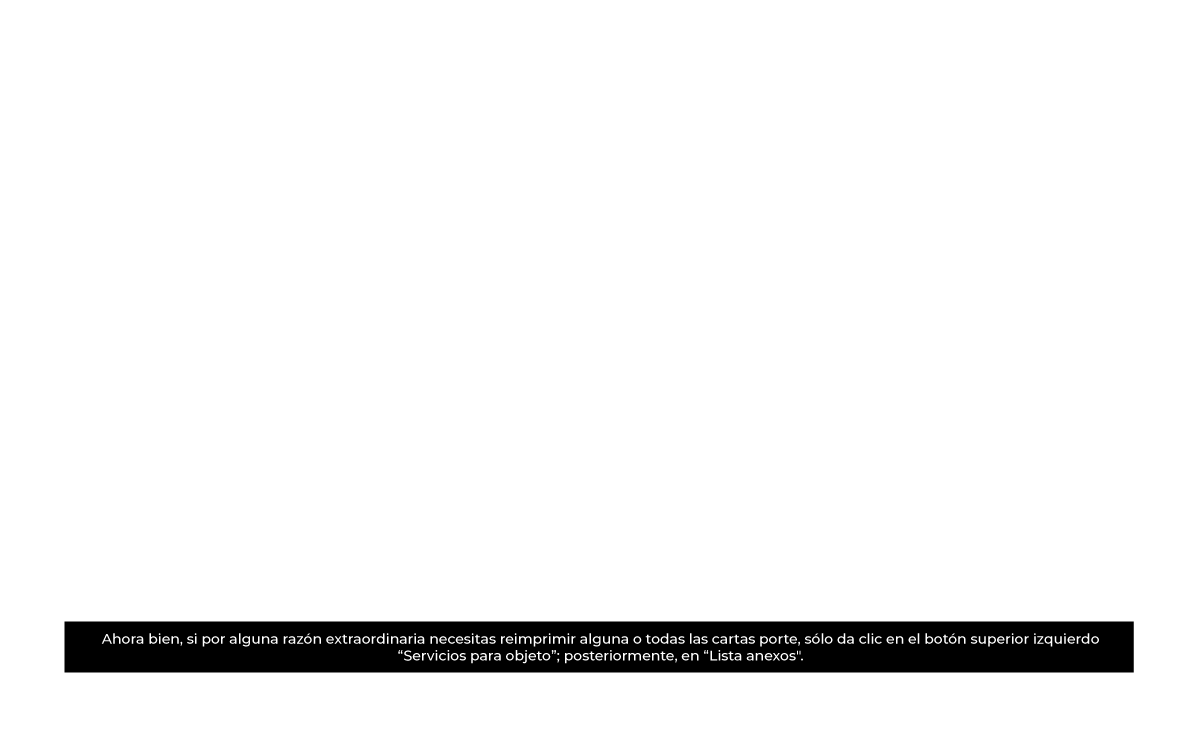 Ahora bien, si por alguna razón extraordinaria necesitas reimprimir alguna o todas las cartas porte, sólo da clic en el botón superior izquierdo
“Servicios para objeto”; posteriormente, en “Lista anexos".